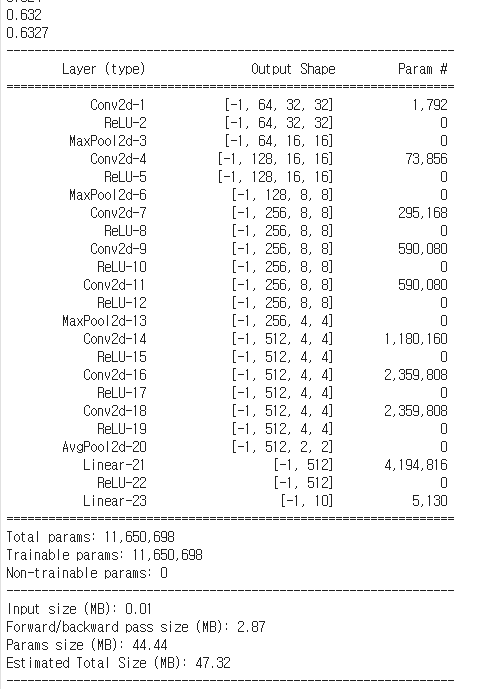 0.632
0.6327
----------------------------------------------------------------
Layer (type) Output Shape Param #
================================================================
Conv2d-1 [-1, 64, 32, 32] 1,792
ReLU-2 [-1, 64, 32, 32] 0
MaxPool2d-3 [-1, 64, 16, 16] 0
Conv2d-4 [-1, 128, 16, 16] 73,856
ReLU-5 [-1, 128, 16, 16] 0
MaxPool2d-6 [-1, 128, 8, 8] 0
Conv2d-7 [-1, 256, 8, 8] 295,168
ReLU-8 [-1, 256, 8, 8] 0
Conv2d-9 [-1, 256, 8, 8] 590,080
ReLU-10 [-1, 256, 8, 8] 0
Conv2d-11 [-1, 256, 8, 8] 590,080
ReLU-12 [-1, 256, 8, 8] 0
MaxPool2d-13 [-1, 256, 4, 4] 0
Conv2d-14 [-1, 512, 4, 4] 1,180,160
ReLU-15 [-1, 512, 4, 4] 0
Conv2d-16 [-1, 512, 4, 4] 2,359,808
ReLU-17 [-1, 512, 4, 4] 0
Conv2d-18 [-1, 512, 4, 4] 2,359,808
ReLU-19 [-1, 512, 4, 4] 0
AvgPool2d-20 [-1, 512, 2, 2] 0
Linear-21 [-1, 512] 4,194,816
ReLU-22 [-1, 512] 0
Linear-23 [-1, 10] 5,130
================================================================
Total params: 11,650,698
Trainable params: 11,650,698
Non-trainable params: 0
----------------------------------------------------------------
Input size (MB): 0.01
Forward/backward pass size (MB): 2.87
Params size (MB): 44.44
Estimated Total Size (MB): 47.32
----------------------------------------------------------------